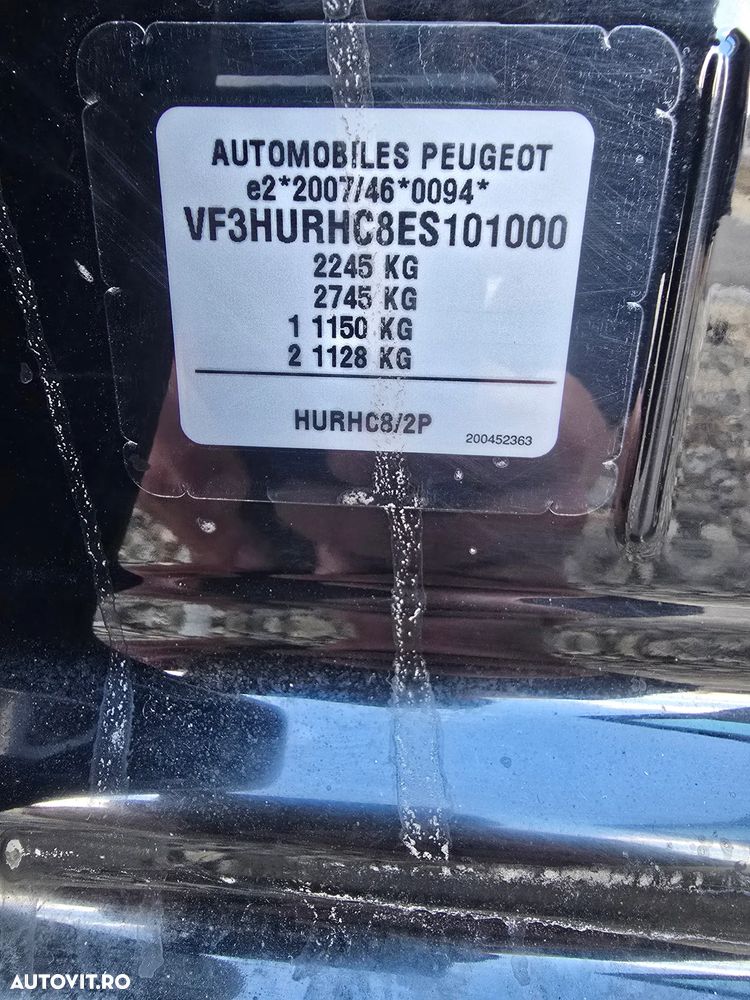 AUTOMOBILES PEUGEOT
e2*2007/46*0094*
VF3HURHC8ES101000
2245 KG
2745 KG
1 1150 KG
2 1128 KG
HURHC8/2P
200452363
AUTOVIT.RO